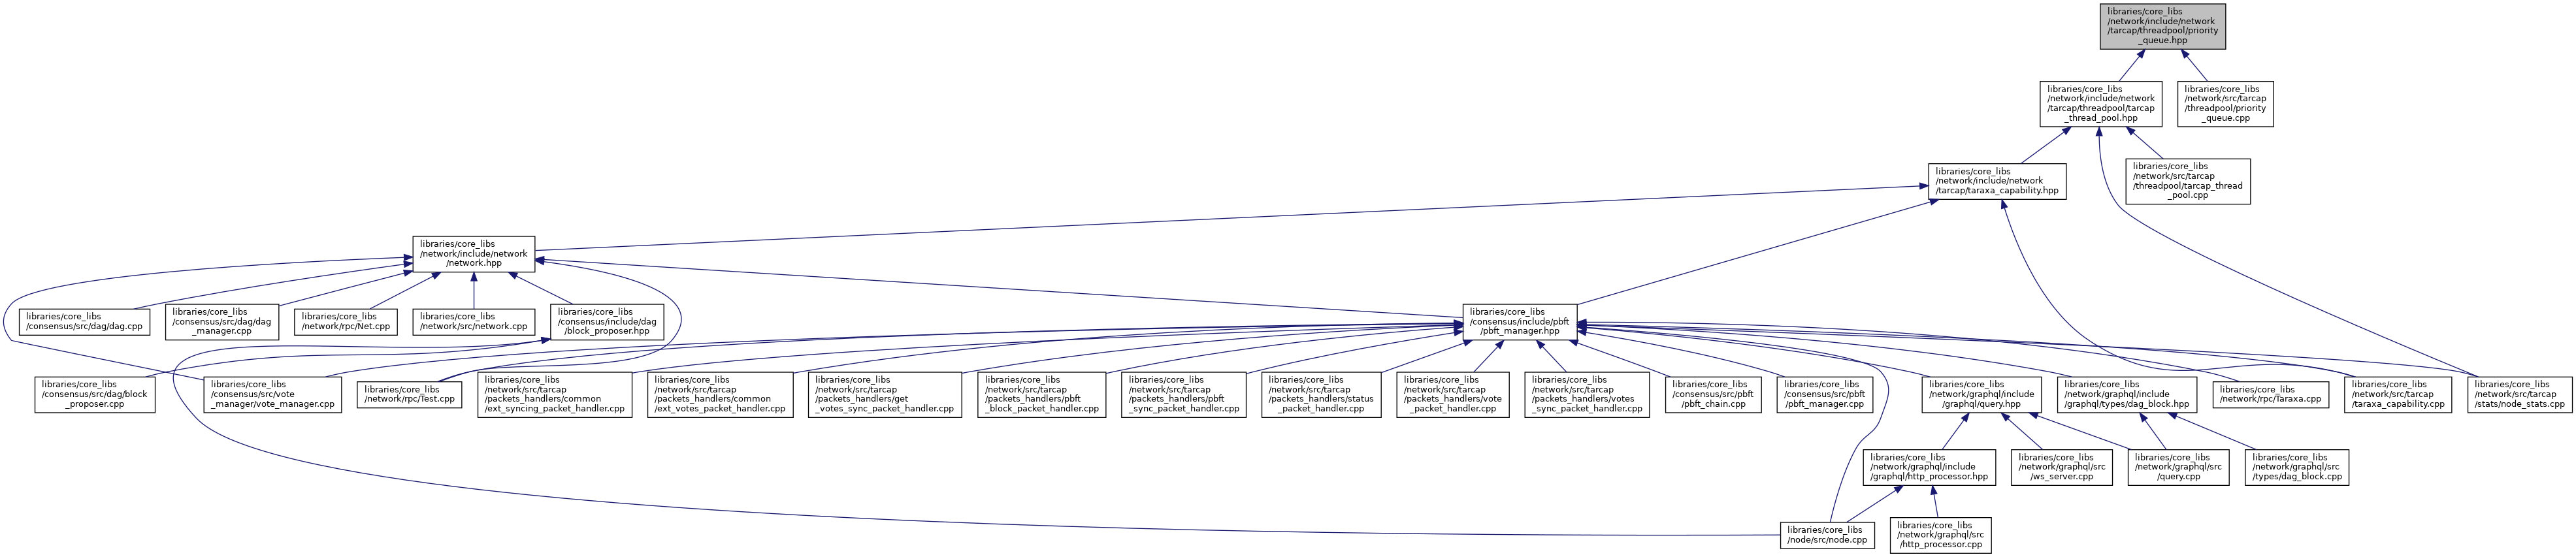 libraries/core_libs
/network/include/network
/tarcap/threadpool/priority
_queue.hpp
libraries/core_libs
/network/include/network
/tarcap/threadpool/tarcap
_thread_pool.hpp
libraries/core_libs
/network/src/tarcap
/threadpool/priority
_queue.cpp
libraries/core_libs
/network/include/network
/tarcap/taraxa_capability.hpp
libraries/core_libs
/network/src/tarcap
/threadpool/tarcap_thread
_pool.cpp
libraries/core_libs
/network/include/network
/network.hpp
libraries/core_libs
/consensus/src/dag/dag.cpp
libraries/core_libs
/consensus/src/dag/dag
_manager.cpp
libraries/core_libs
/network/rpc/Net.cpp
libraries/core_libs
/network/src/network.cpp
libraries/core_libs
/consensus/include/dag
/block_proposer.hpp
libraries/core_libs
/consensus/include/pbft
/pbft_manager.hpp
libraries/core_libs
/consensus/src/dag/block
_proposer.cpp
libraries/core_libs
/consensus/src/vote
_manager/vote_manager.cpp
libraries/core_libs
/network/rpc/Test.cpp
libraries/core_libs
/network/src/tarcap
/packets_handlers/common
/ext_syncing_packet_handler.cpp
libraries/core_libs
/network/src/tarcap
/packets_handlers/common
/ext_votes_packet_handler.cpp
libraries/core_libs
/network/src/tarcap
/packets_handlers/get
_votes_sync_packet_handler.cpp
libraries/core_libs
/network/src/tarcap
/packets_handlers/pbft
_block_packet_handler.cpp
libraries/core_libs
/network/src/tarcap
/packets_handlers/pbft
_sync_packet_handler.cpp
libraries/core_libs
/network/src/tarcap
/packets_handlers/status
_packet_handler.cpp
libraries/core_libs
/network/src/tarcap
/packets_handlers/vote
_packet_handler.cpp
libraries/core_libs
/network/src/tarcap
/packets_handlers/votes
_sync_packet_handler.cpp
libraries/core_libs
/consensus/src/pbft
/pbft_chain.cpp
libraries/core_libs
/consensus/src/pbft
/pbft_manager.cpp
libraries/core_libs
/network/graphql/include
/graphql/query.hpp
libraries/core_libs
/network/graphql/include
/graphql/types/dag_block.hpp
libraries/core_libs
/network/rpc/Taraxa.cpp
libraries/core_libs
/network/src/tarcap
/taraxa_capability.cpp
libraries/core_libs
/network/src/tarcap
/stats/node_stats.cpp
libraries/core_libs
/network/graphql/include
/graphql/http_processor.hpp
libraries/core_libs
/network/graphql/src
/ws_server.cpp
libraries/core_libs
/network/graphql/src
/query.cpp
libraries/core_libs
/network/graphql/src
/types/dag_block.cpp
libraries/core_libs
/node/src/node.cpp
libraries/core_libs
/network/graphql/src
/http_processor.cpp